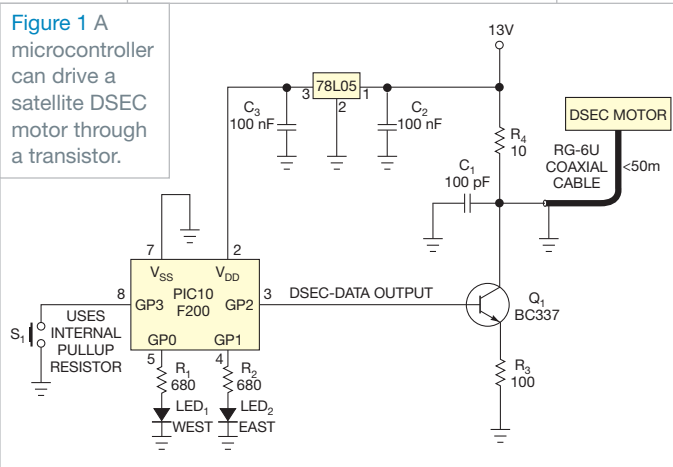 Figure 1 A
microcontroller
can drive a
satellite DSEC
motor through
a transistor.
13V
3 78L05 1
2
C3
100 nF
C2
100 nF
R4
10
DSEC MOTOR
RG-6U
COAXIAL
CABLE
<50m
C1
100 pF
7
2
VSS
VDD
8
GP3
PIC10
F200
GP2
3
DSEC-DATA OUTPUT
Q1
BC337
S1
USES
INTERNAL
PULLUP
RESISTOR
GP0
GP1
5
4
R1
680
R2
680
R3
100
LED1
WEST
LED2
EAST